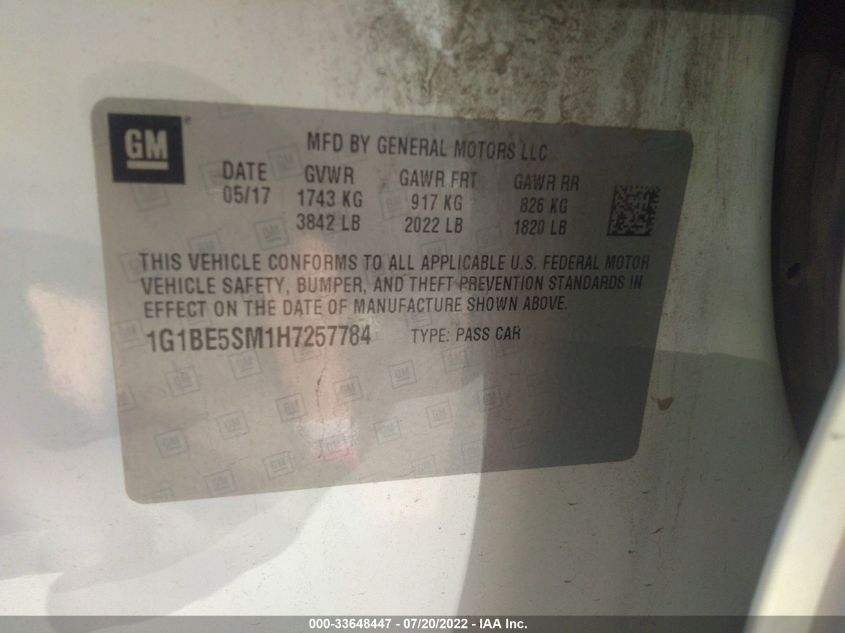 GM®
MFD BY GENERAL MOTORS LLC
DATE GVWR GAWR FRT GAWR RR
05/17 1743 KG 917 KG 826 KG
3842 LB 2022 LB 1820 LB
THIS VEHICLE CONFORMS TO ALL APPLICABLE U.S. FEDERAL MOTOR
VEHICLE SAFETY, BUMPER, AND THEFT PREVENTION STANDARDS IN
EFFECT ON THE DATE OF MANUFACTURE SHOWN ABOVE.
1G1BE5SM1H7257784 TYPE: PASS CAR
000-33648447 - 07/20/2022 - IAA Inc.